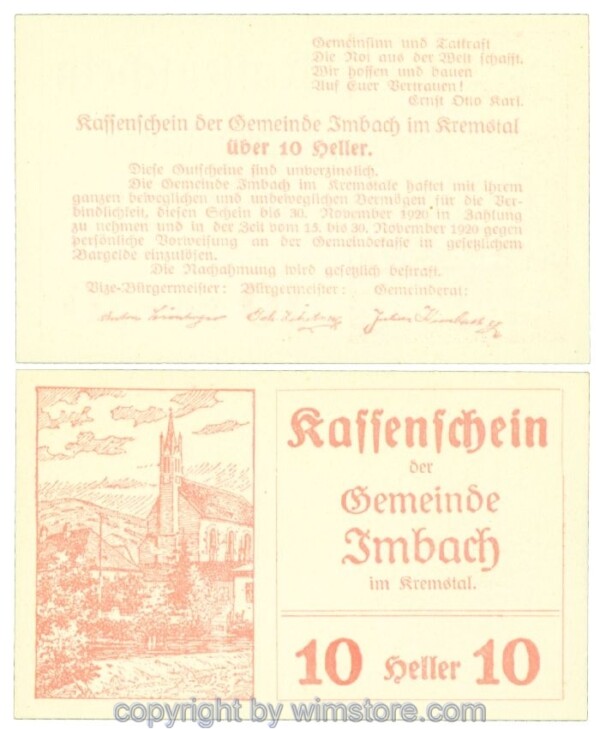 Gemeinsinn und Tatkraft
Die Not aus der Welt schafft.
Wir hoffen und bauen
Auf Euer Vertrauen!
Ernst Otto Karl.
Kassenschein der Gemeinde Imbach im Kremstal
über 10 Heller.
Diese Gutscheine sind unverzinslich.
Die Gemeinde Imbach im Kremstale haftet mit ihrem
ganzen beweglichen und unbeweglichen Vermögen für die Ver-
bindlichkeit, diesen Schein bis 30. November 1920 in Zahlung
zu nehmen und in der Zeit vom 15. bis 30. November 1920 gegen
persönliche Vorweisung an der Gemeindekasse in gesetzlichem
Bargelde einzulösen.
Die Nachahmung wird gesetzlich bestraft.
Vize-Bürgermeister: Bürgermeister: Gemeinderat:
Kassenschein
der
Gemeinde
Imbach
im Kremstal.
10 Heller 10
copyright by wimstore.com